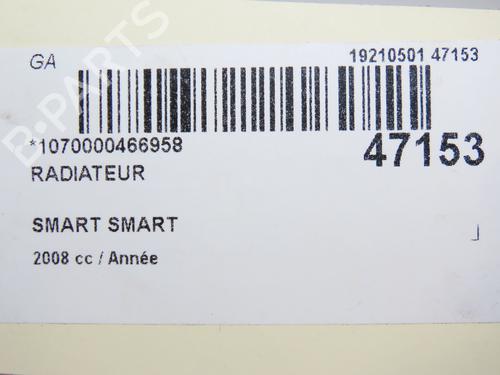 GA
19210501 47153
*1070000466958
47153
RADIATEUR
SMART SMART
2008 cc / Année
B-PARTS